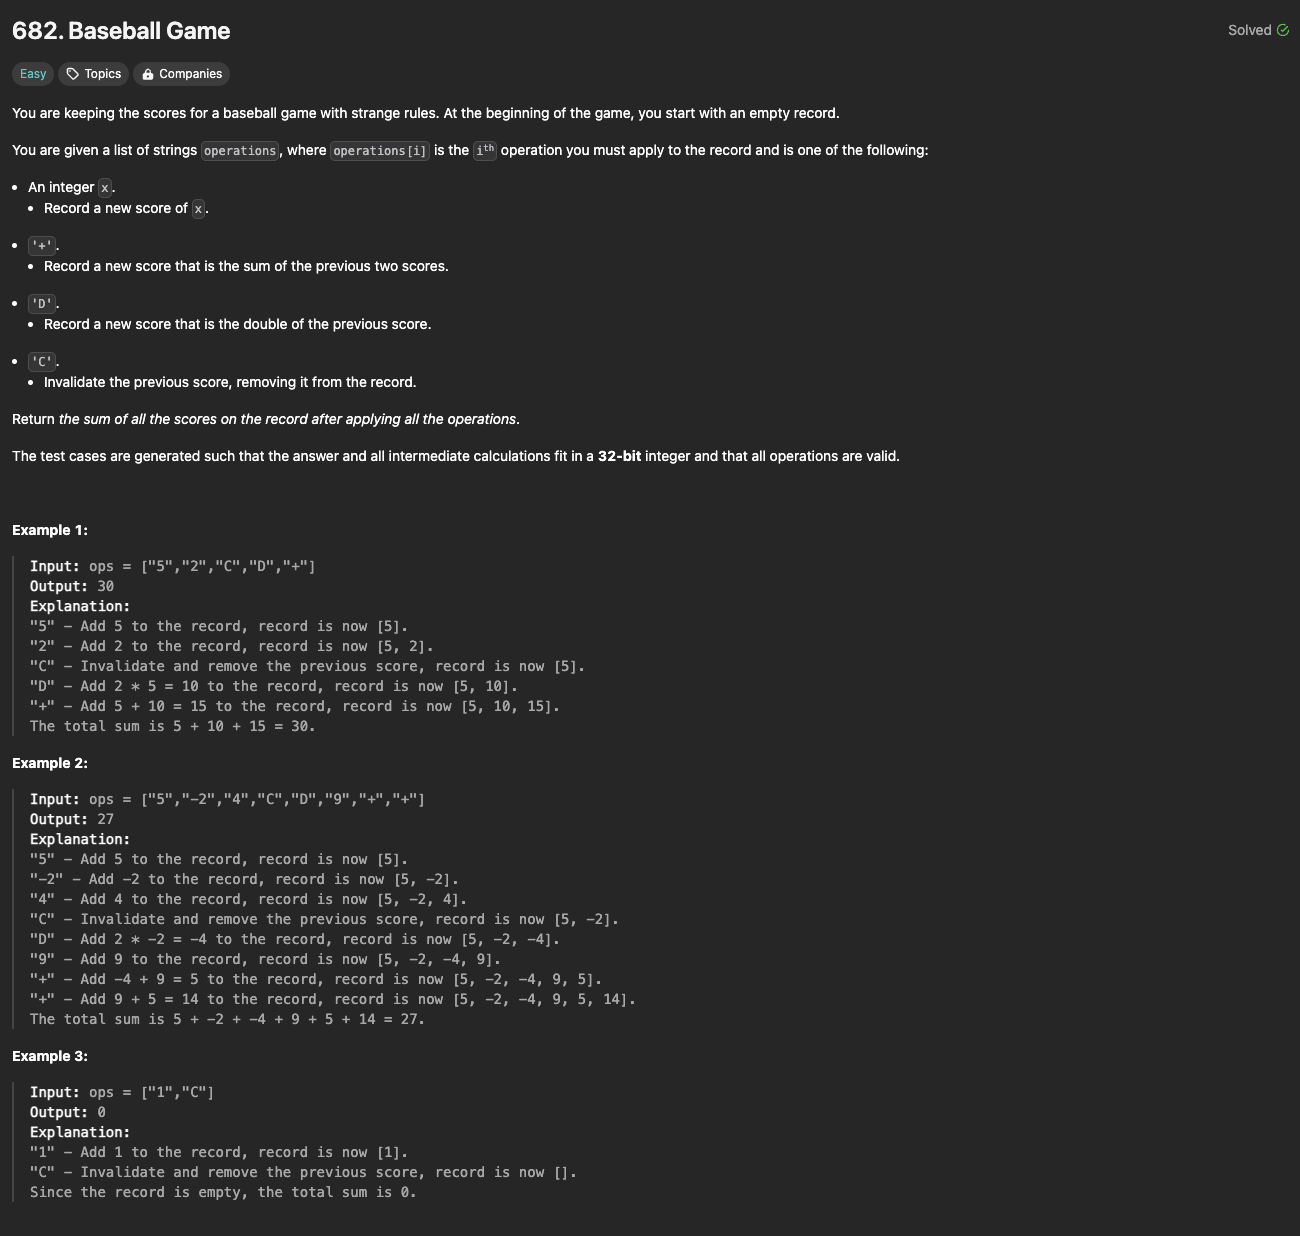 682. Baseball Game
Solved
Easy
Topics
Companies
You are keeping the scores for a baseball game with strange rules. At the beginning of the game, you start with an empty record.
You are given a list of strings operations, where operations[i] is the ith operation you must apply to the record and is one of the following:
• An integer x.
• Record a new score of x.
• '+'.
• Record a new score that is the sum of the previous two scores.
• 'D'.
• Record a new score that is the double of the previous score.
• 'C'.
• Invalidate the previous score, removing it from the record.
Return the sum of all the scores on the record after applying all the operations.
The test cases are generated such that the answer and all intermediate calculations fit in a 32-bit integer and that all operations are valid.
Example 1:
Input: ops = ["5","2","C","D","+"]
Output: 30
Explanation:
"5" - Add 5 to the record, record is now [5].
"2" - Add 2 to the record, record is now [5, 2].
"C" - Invalidate and remove the previous score, record is now [5].
"D" - Add 2 * 5 = 10 to the record, record is now [5, 10].
"+" - Add 5 + 10 = 15 to the record, record is now [5, 10, 15].
The total sum is 5 + 10 + 15 = 30.
Example 2:
Input: ops = ["5","-2","4","C","D","9","+","+"]
Output: 27
Explanation:
"5" - Add 5 to the record, record is now [5].
"-2" - Add -2 to the record, record is now [5, -2].
"4" - Add 4 to the record, record is now [5, -2, 4].
"C" - Invalidate and remove the previous score, record is now [5, -2].
"D" - Add 2 * -2 = -4 to the record, record is now [5, -2, -4].
"9" - Add 9 to the record, record is now [5, -2, -4, 9].
"+" - Add -4 + 9 = 5 to the record, record is now [5, -2, -4, 9, 5].
"+" - Add 9 + 5 = 14 to the record, record is now [5, -2, -4, 9, 5, 14].
The total sum is 5 + -2 + -4 + 9 + 5 + 14 = 27.
Example 3:
Input: ops = ["1","C"]
Output: 0
Explanation:
"1" - Add 1 to the record, record is now [1].
"C" - Invalidate and remove the previous score, record is now [].
Since the record is empty, the total sum is 0.